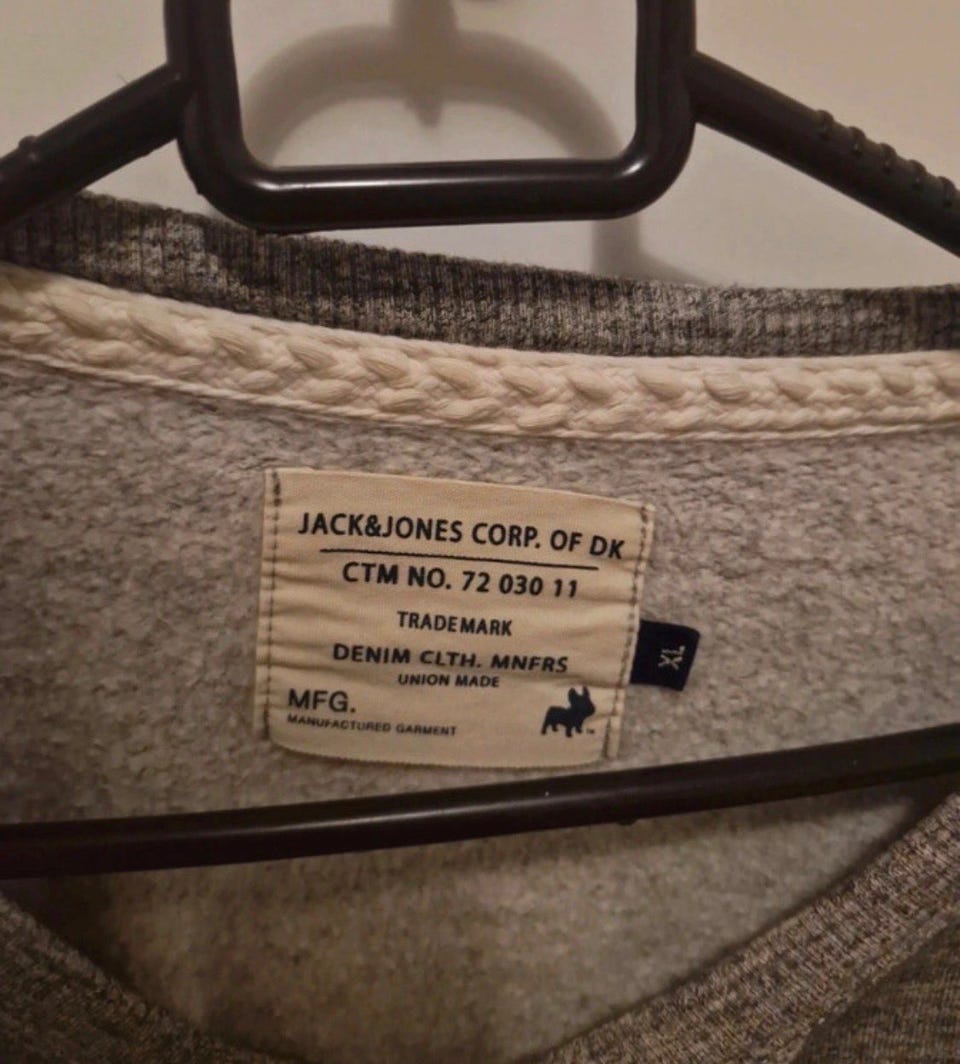 JACK&JONES CORP. OF DK
CTM NO. 72 030 11
TRADEMARK
DENIM CLTH. MNFRS
UNION MADE
MFG.
MANUFACTURED GARMENT
TM
XL